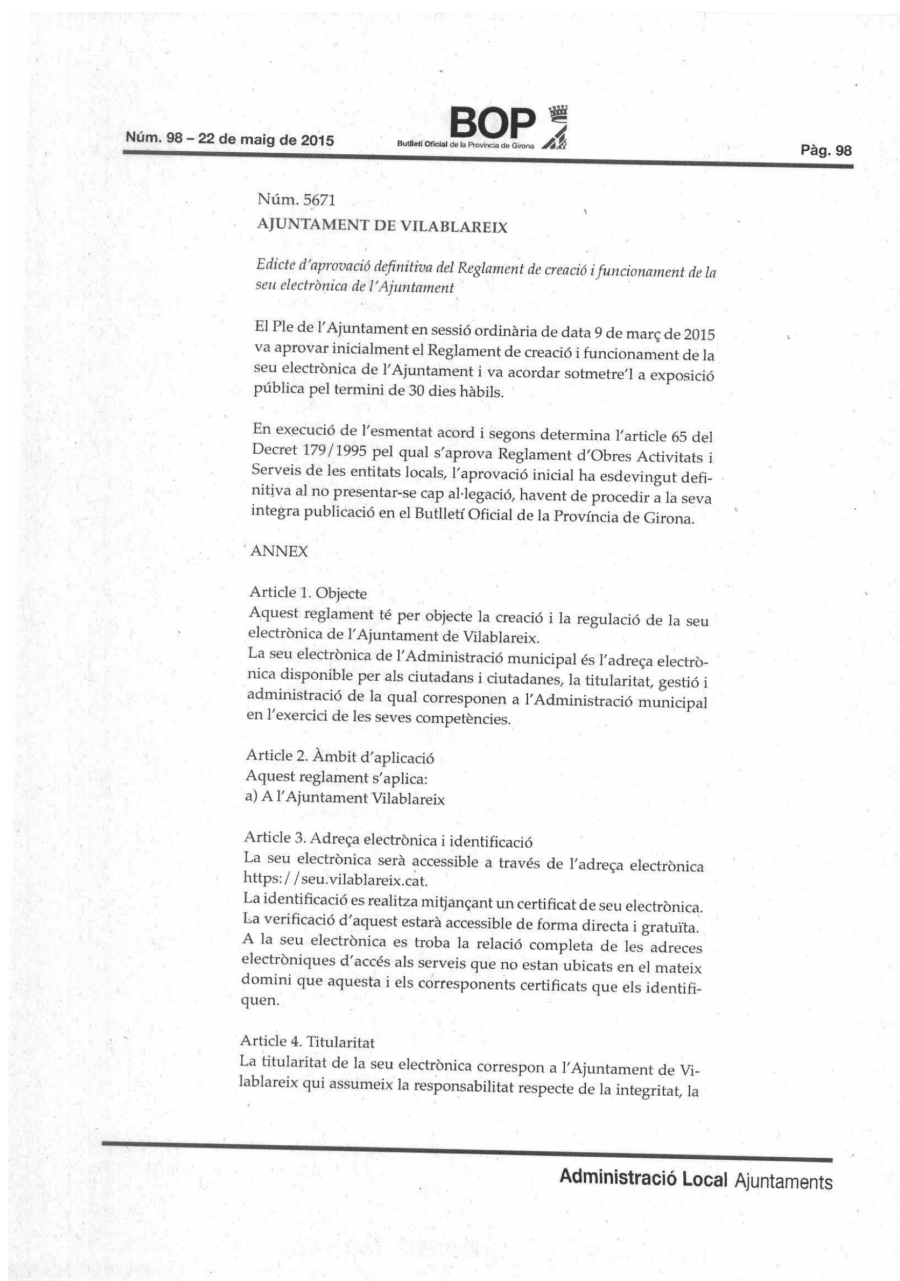 Núm. 98 – 22 de maig de 2015
BOP
Butlletí Oficial de la Província de Girona
Pàg. 98
Núm. 5671
AJUNTAMENT DE VILABLAREIX
Edicte d'aprovació definitiva del Reglament de creació i funcionament de la
seu electrònica de l'Ajuntament
El Ple de l'Ajuntament en sessió ordinària de data 9 de març de 2015
va aprovar inicialment el Reglament de creació i funcionament de la
seu electrònica de l'Ajuntament i va acordar sotmetre'l a exposició
pública pel termini de 30 dies hàbils.
En execució de l'esmentat acord i segons determina l'article 65 del
Decret 179/1995 pel qual s'aprova Reglament d'Obres Activitats i
Serveis de les entitats locals, l'aprovació inicial ha esdevingut defi-
nitiva al no presentar-se cap al·legació, havent de procedir a la seva
integra publicació en el Butlletí Oficial de la Província de Girona.
ANNEX
Article 1. Objecte
Aquest reglament té per objecte la creació i la regulació de la seu
electrònica de l'Ajuntament de Vilablareix.
La seu electrònica de l'Administració municipal és l'adreça electrò-
nica disponible per als ciutadans i ciutadanes, la titularitat, gestió i
administració de la qual corresponen a l'Administració municipal
en l'exercici de les seves competències.
Article 2. Àmbit d'aplicació
Aquest reglament s'aplica:
a) A l'Ajuntament Vilablareix
Article 3. Adreça electrònica i identificació
La seu electrònica serà accessible a través de l'adreça electrònica
https://seu.vilablareix.cat.
La identificació es realitza mitjançant un certificat de seu electrònica.
La verificació d'aquest estarà accessible de forma directa i gratuïta.
A la seu electrònica es troba la relació completa de les adreces
electròniques d'accés als serveis que no estan ubicats en el mateix
domini que aquesta i els corresponents certificats que els identifi-
quen.
Article 4. Titularitat
La titularitat de la seu electrònica correspon a l'Ajuntament de Vi-
lablareix qui assumeix la responsabilitat respecte de la integritat, la
Administració Local Ajuntaments